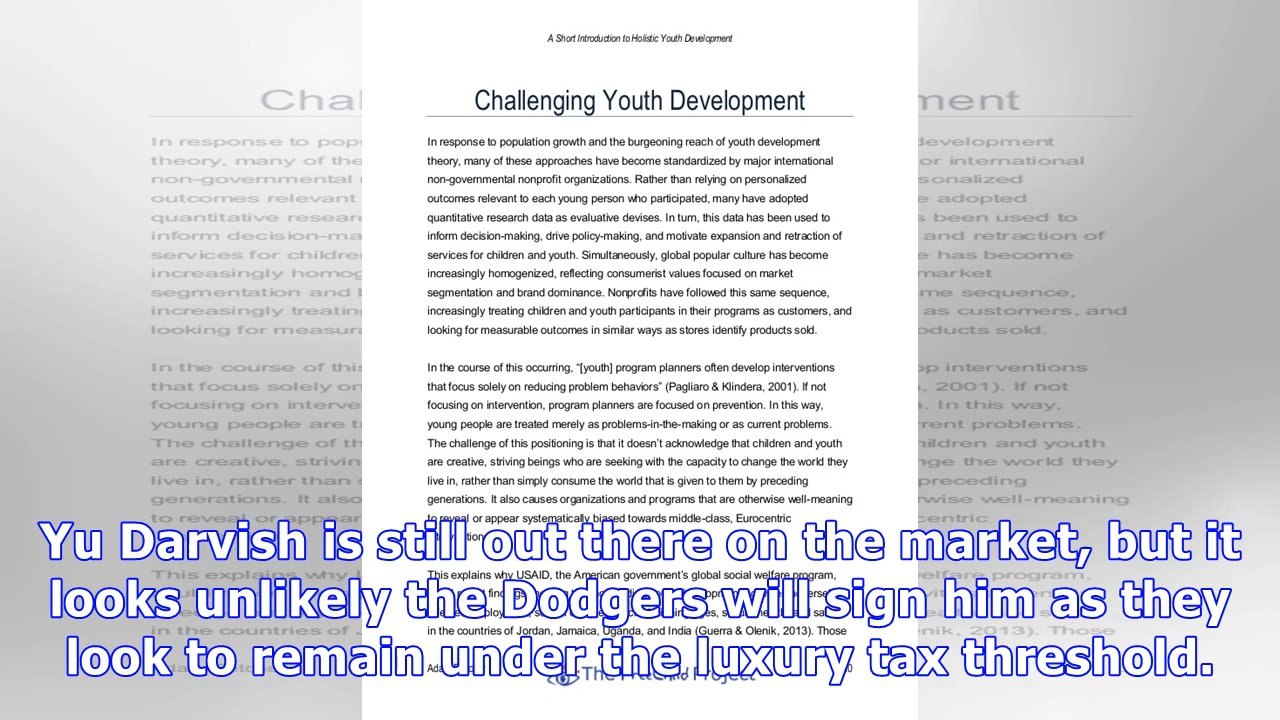 A Short Introduction to Holistic Youth Development
Challenging Youth Development
In response to population growth and the burgeoning reach of youth development
theory, many of these approaches have become standardized by major international
non-governmental nonprofit organizations. Rather than relying on personalized
outcomes relevant to each young person who participated, many have adopted
quantitative research data as evaluative devises. In turn, this data has been used to
inform decision-making, drive policy-making, and motivate expansion and retraction of
services for children and youth. Simultaneously, global popular culture has become
increasingly homogenized, reflecting consumerist values focused on market
segmentation and brand dominance. Nonprofits have followed this same sequence,
increasingly treating children and youth participants in their programs as customers, and
looking for measurable outcomes in similar ways as stores identify products sold.
In the course of this occurring, “[youth] program planners often develop interventions
that focus solely on reducing problem behaviors” (Pagliaro & Klindera, 2001). If not
focusing on intervention, program planners are focused on prevention. In this way,
young people are treated merely as problems-in-the-making or as current problems.
The challenge of this positioning is that it doesn’t acknowledge that children and youth
are creative, striving beings who are seeking with the capacity to change the world they
live in, rather than simply consume the world that is given to them by preceding
generations. It also causes organizations and programs that are otherwise well-meaning
to reveal or appear systematically biased towards middle-class, Eurocentric
This explains why USAID, the American government’s global social welfare program,
in the countries of Jordan, Jamaica, Uganda, and India (Guerra & Olenik, 2013). Those
The FreeChild Project
Yu Darvish is still out there on the market, but it
looks unlikely the Dodgers will sign him as they
look to remain under the luxury tax threshold.